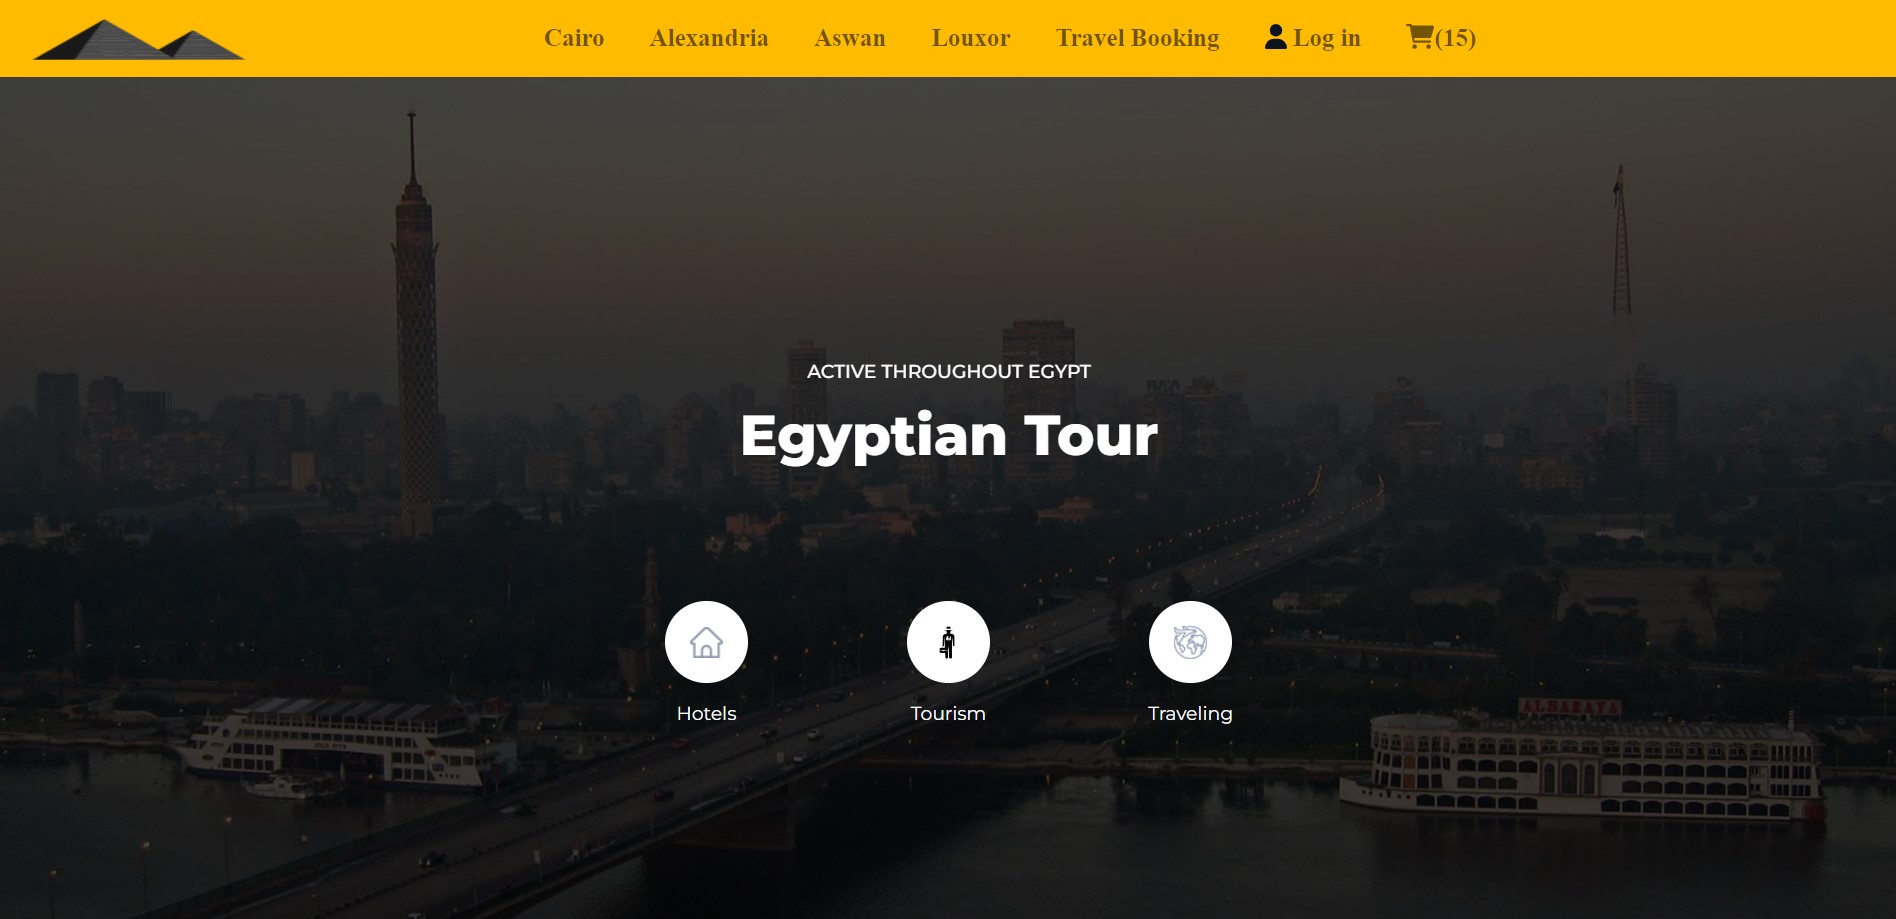 Cairo Alexandria Aswan Louxor Travel Booking Log in (15)
ACTIVE THROUGHOUT EGYPT
Egyptian Tour
Hotels Tourism Traveling
ALSARAYA